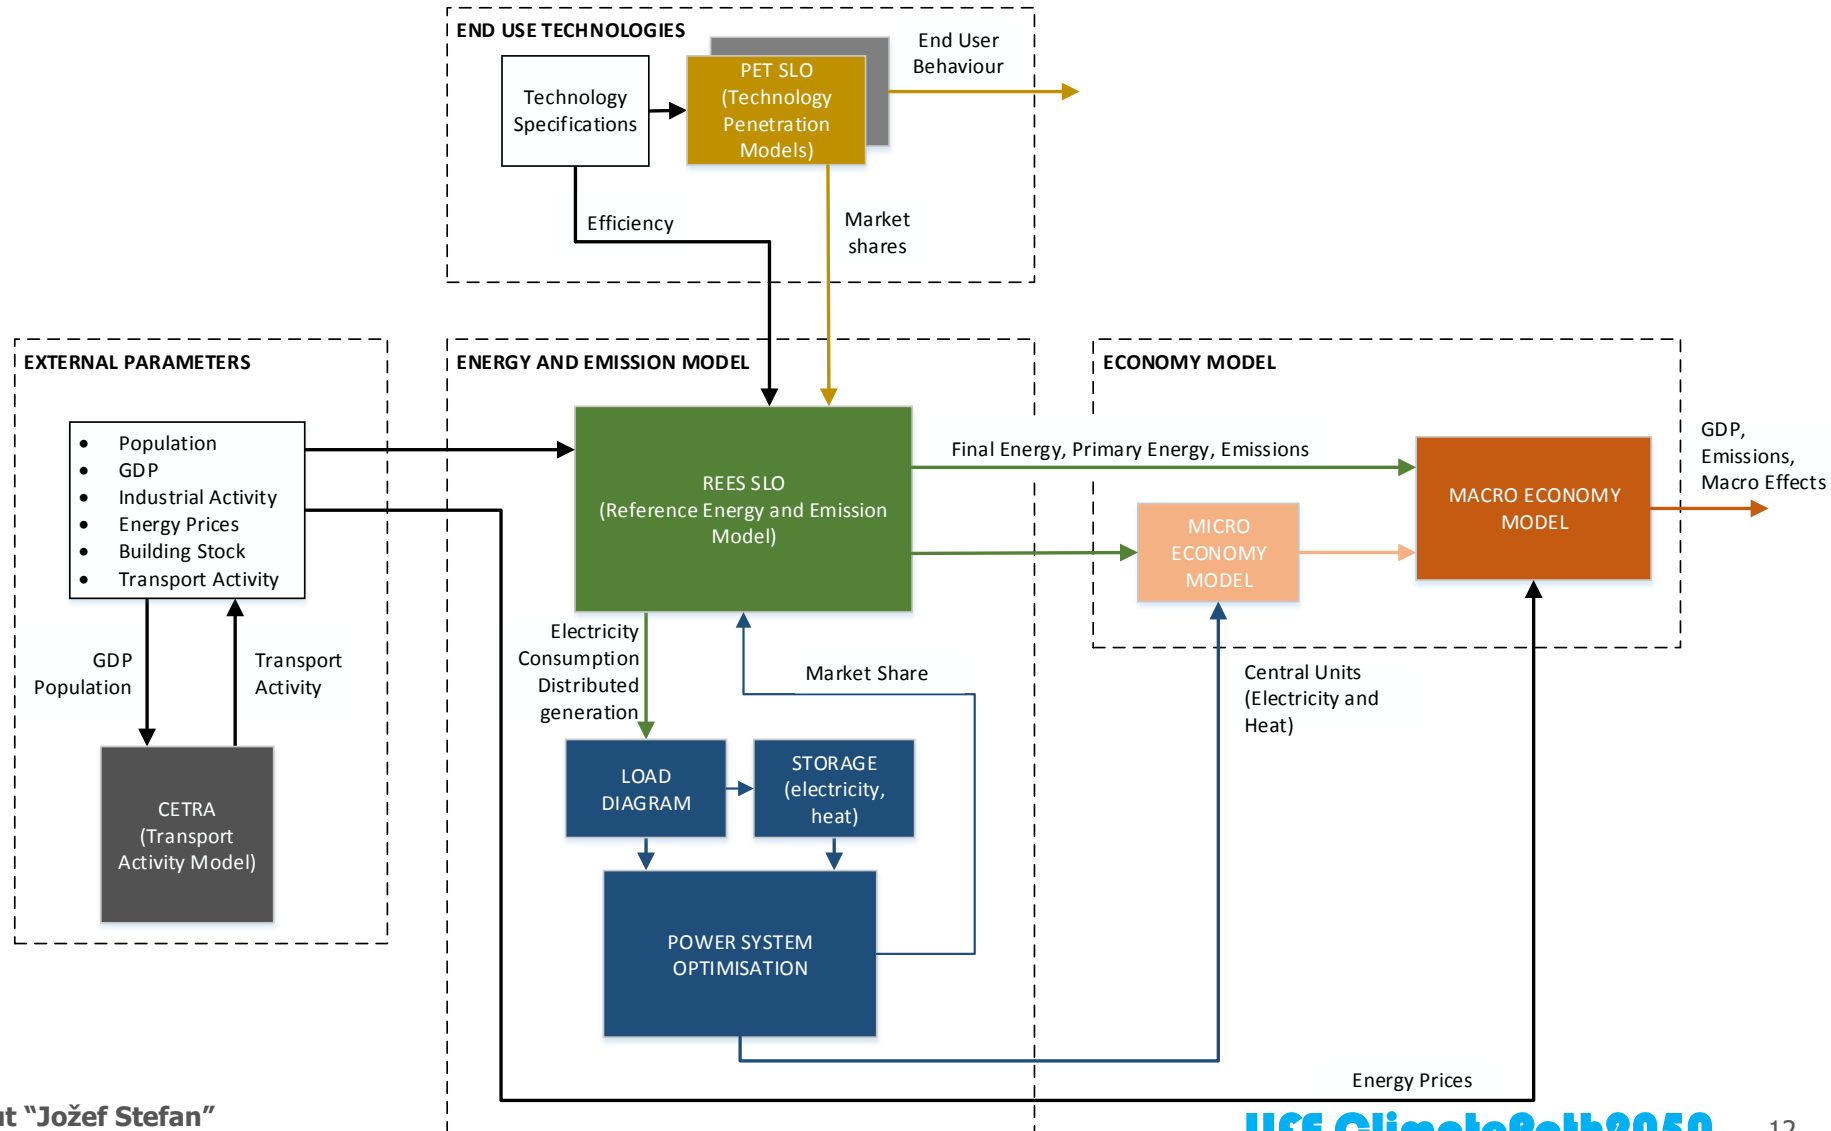 END USE TECHNOLOGIES
Technology
Specifications
PET SLO
(Technology
Penetration
Models)
End User
Behaviour
Efficiency
Market
shares
EXTERNAL PARAMETERS
• Population
• GDP
• Industrial Activity
• Energy Prices
• Building Stock
• Transport Activity
GDP
Population
Transport
Activity
CETRA
(Transport
Activity Model)
ENERGY AND EMISSION MODEL
REES SLO
(Reference Energy and Emission
Model)
Electricity
Consumption
Distributed
generation
Market Share
LOAD
DIAGRAM
STORAGE
(electricity,
heat)
POWER SYSTEM
OPTIMISATION
ECONOMY MODEL
Final Energy, Primary Energy, Emissions
MICRO
ECONOMY
MODEL
MACRO ECONOMY
MODEL
GDP,
Emissions,
Macro Effects
Central Units
(Electricity and
Heat)
Energy Prices
ut "Jožef Stefan"
LIFE ClimatePath2050
12